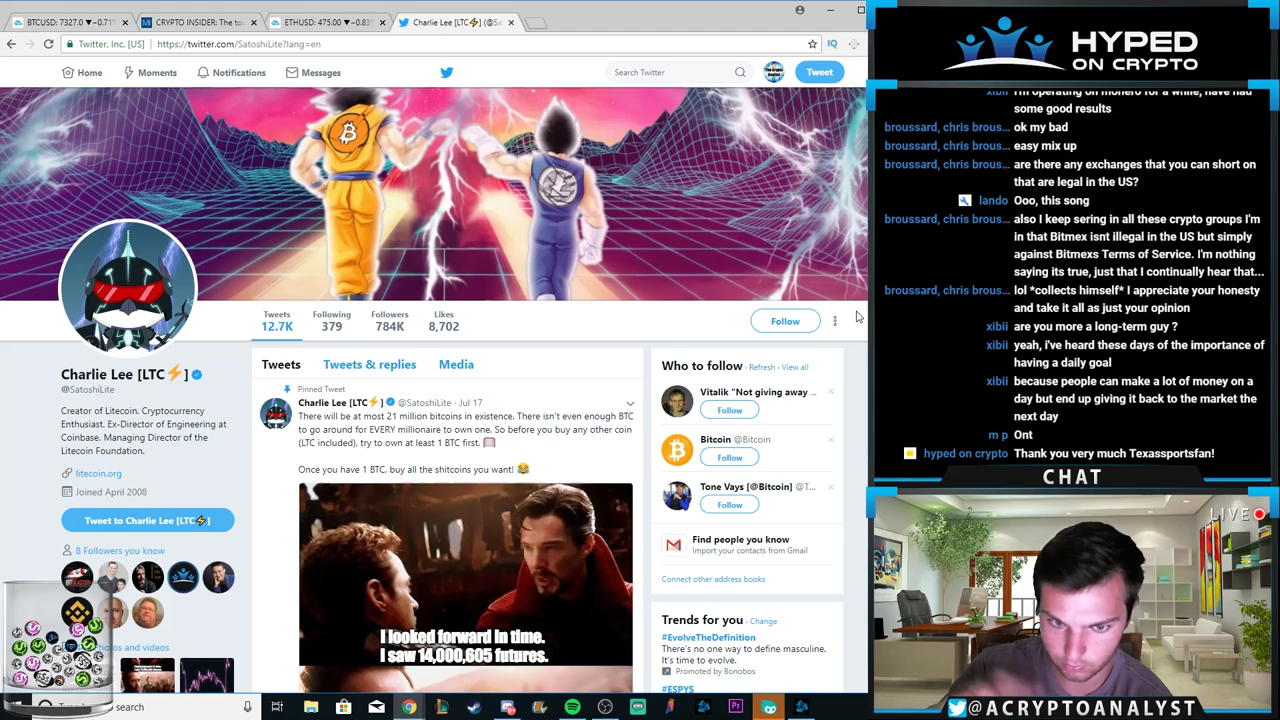 BTCUSD: 7327.0 ▼−0.71%
CRYPTO INSIDER: The to
ETHUSD: 475.00 ▼−0.83%
Charlie Lee [LTC⚡] (@Sa
Twitter, Inc. [US]
https://twitter.com/SatoshiLite?lang=en
IQ
Home
Moments
Notifications
Messages
Search Twitter
Tweet
Tweets
12.7K
Following
379
Followers
784K
Likes
8,702
Follow
Charlie Lee [LTC⚡]
@SatoshiLite
Creator of Litecoin. Cryptocurrency
Enthusiast. Ex-Director of Engineering at
Coinbase. Managing Director of the
Litecoin Foundation.
litecoin.org
Joined April 2008
Tweet to Charlie Lee [LTC⚡]
8 Followers you know
otos and videos
search
Tweets
Tweets & replies
Media
Pinned Tweet
Charlie Lee [LTC⚡] @SatoshiLite · Jul 17
There will be at most 21 million bitcoins in existence. There isn't even enough BTC
to go around for EVERY millionaire to own one. So before you buy any other coin
(LTC included), try to own at least 1 BTC first.
Once you have 1 BTC, buy all the shitcoins you want! 😂
I looked forward in time.
I saw 14,000,605 futures.
Who to follow · Refresh · View all
Vitalik "Not giving away ...
Follow
Bitcoin @Bitcoin
Follow
Tone Vays [@Bitcoin] @T...
Follow
Find people you know
Import your contacts from Gmail
Connect other address books
Trends for you · Change
#EvolveTheDefinition
There's no one way to define masculine.
It's time to evolve.
Promoted by Bonobos
#ESPYS
HYPED
ON CRYPTO
xibii I'm operating on monero for a while, have had
some good results
broussard, chris brous... ok my bad
broussard, chris brous... easy mix up
broussard, chris brous... are there any exchanges that you can short on
that are legal in the US?
lando Ooo, this song
broussard, chris brous... also I keep sering in all these crypto groups I'm
in that Bitmex isnt illegal in the US but simply
against Bitmexs Terms of Service. I'm nothing
saying its true, just that I continually hear that...
broussard, chris brous... lol *collects himself* I appreciate your honesty
and take it all as just your opinion
xibii are you more a long-term guy ?
xibii yeah, i've heard these days of the importance of
having a daily goal
xibii because people can make a lot of money on a
day but end up giving it back to the market the
next day
m p Ont
hyped on crypto Thank you very much Texassportsfan!
CHAT
LIVE
@ACRYPTOANALYST